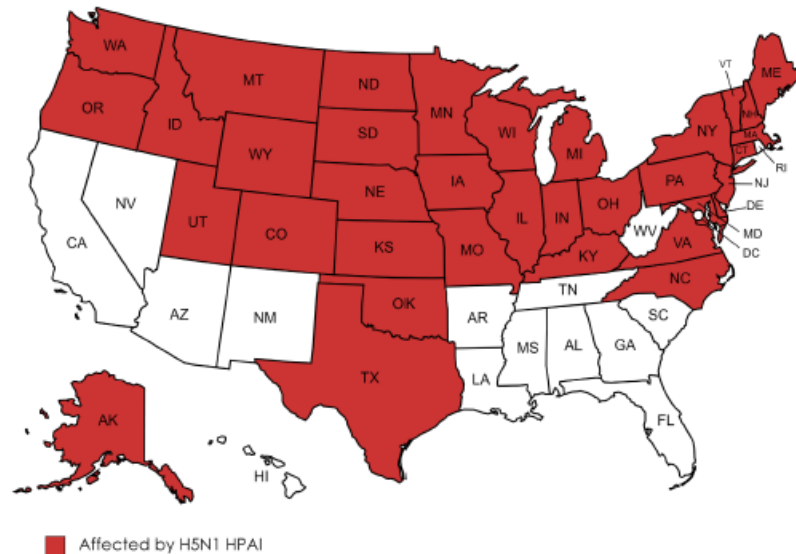 WA
MT
ND
MN
VT
ME
OR
ID
SD
WI
NH
NY
MA
WY
MI
CT
RI
IA
PA
NJ
NE
NV
OH
IL
IN
DE
UT
CO
WV
MD
CA
KS
MO
VA
DC
KY
NC
TN
OK
AZ
NM
AR
SC
MS
AL
GA
TX
LA
AK
FL
HI
Affected by H5N1 HPAI